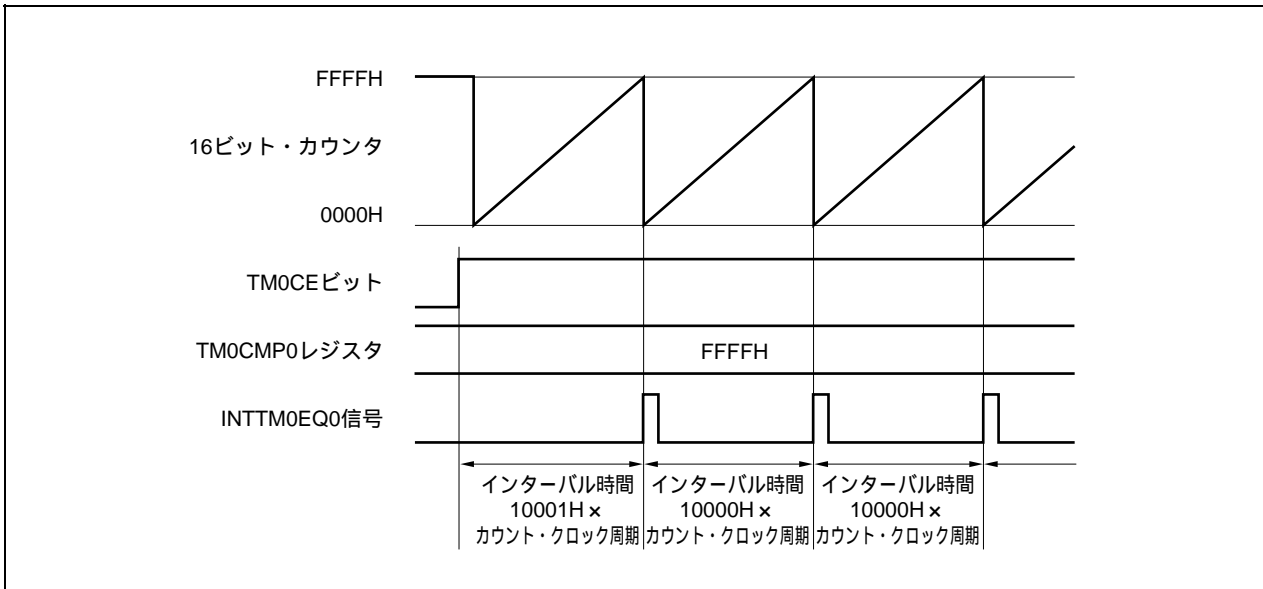 FFFFH
16ビット・カウンタ
0000H
TM0CEビット
TM0CMP0レジスタ
FFFFH
INTTM0EQ0信号
インターバル時間
10001H×
カウント・クロック周期
インターバル時間
10000H×
カウント・クロック周期
インターバル時間
10000H×
カウント・クロック周期